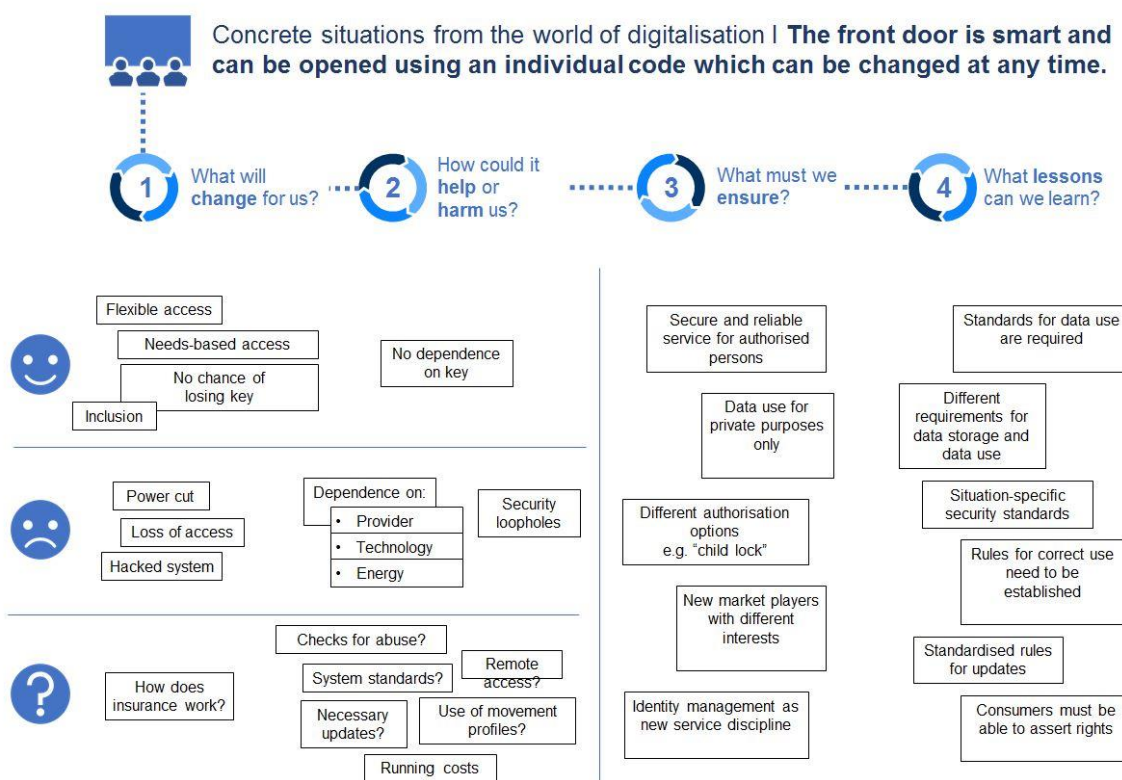 Concrete situations from the world of digitalisation I The front door is smart and
can be opened using an individual code which can be changed at any time.
1
What will
change for us?
2
How could it
help or
harm us?
3
What must we
ensure?
4
What lessons
can we learn?
Flexible access
Needs-based access
No chance of
losing key
Inclusion
No dependence
on key
Power cut
Loss of access
Hacked system
Dependence on:
• Provider
• Technology
• Energy
Security
loopholes
?
How does
insurance work?
Checks for abuse?
System standards?
Remote
access?
Necessary
updates?
Use of movement
profiles?
Running costs
Secure and reliable
service for authorised
persons
Data use for
private purposes
only
Different authorisation
options
e.g. “child lock”
New market players
with different
interests
Identity management as
new service discipline
Standards for data use
are required
Different
requirements for
data storage and
data use
Situation-specific
security standards
Rules for correct use
need to be
established
Standardised rules
for updates
Consumers must be
able to assert rights